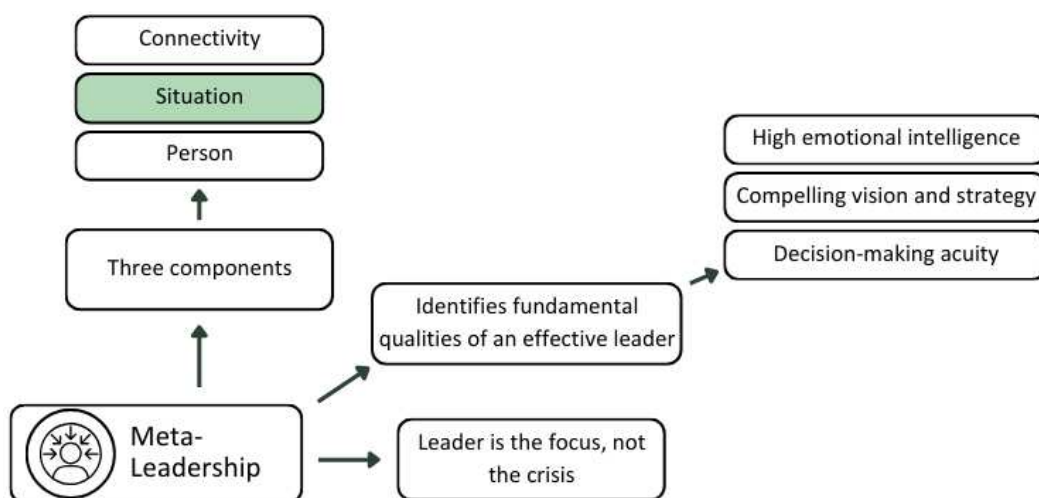 Connectivity
Situation
Person
Three components
High emotional intelligence
Compelling vision and strategy
Decision-making acuity
Identifies fundamental
qualities of an effective leader
Meta-
Leadership
Leader is the focus, not
the crisis